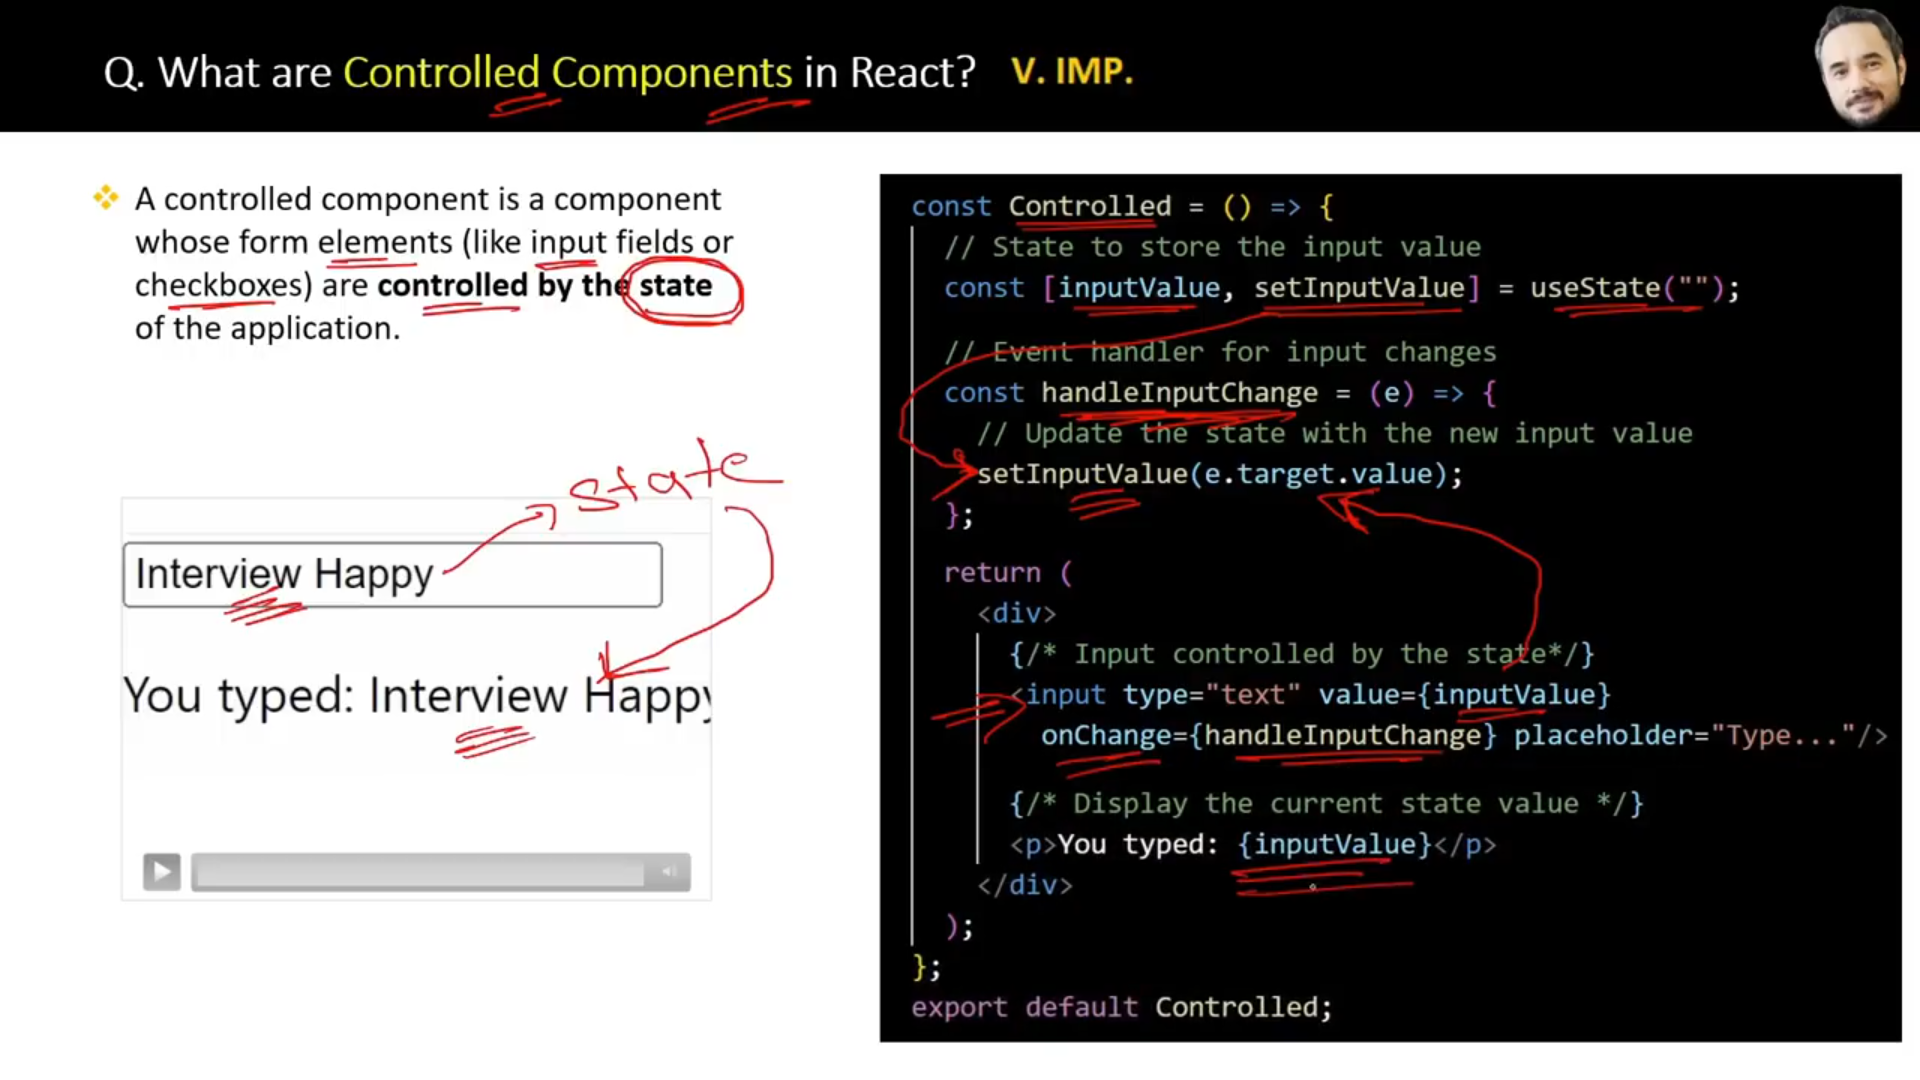 Q. What are Controlled Components in React? V. IMP.
A controlled component is a component
whose form elements (like input fields or
checkboxes) are controlled by the state
of the application.
state
Interview Happy
You typed: Interview Happy
const Controlled = () => {
// State to store the input value
const [inputValue, setInputValue] = useState("");
// Event handler for input changes
const handleInputChange = (e) => {
// Update the state with the new input value
setInputValue(e.target.value);
};
return (
<div>
{/* Input controlled by the state*/}
<input type="text" value={inputValue}
onChange={handleInputChange} placeholder="Type..."/>
{/* Display the current state value */}
<p>You typed: {inputValue}</p>
</div>
);
};
export default Controlled;